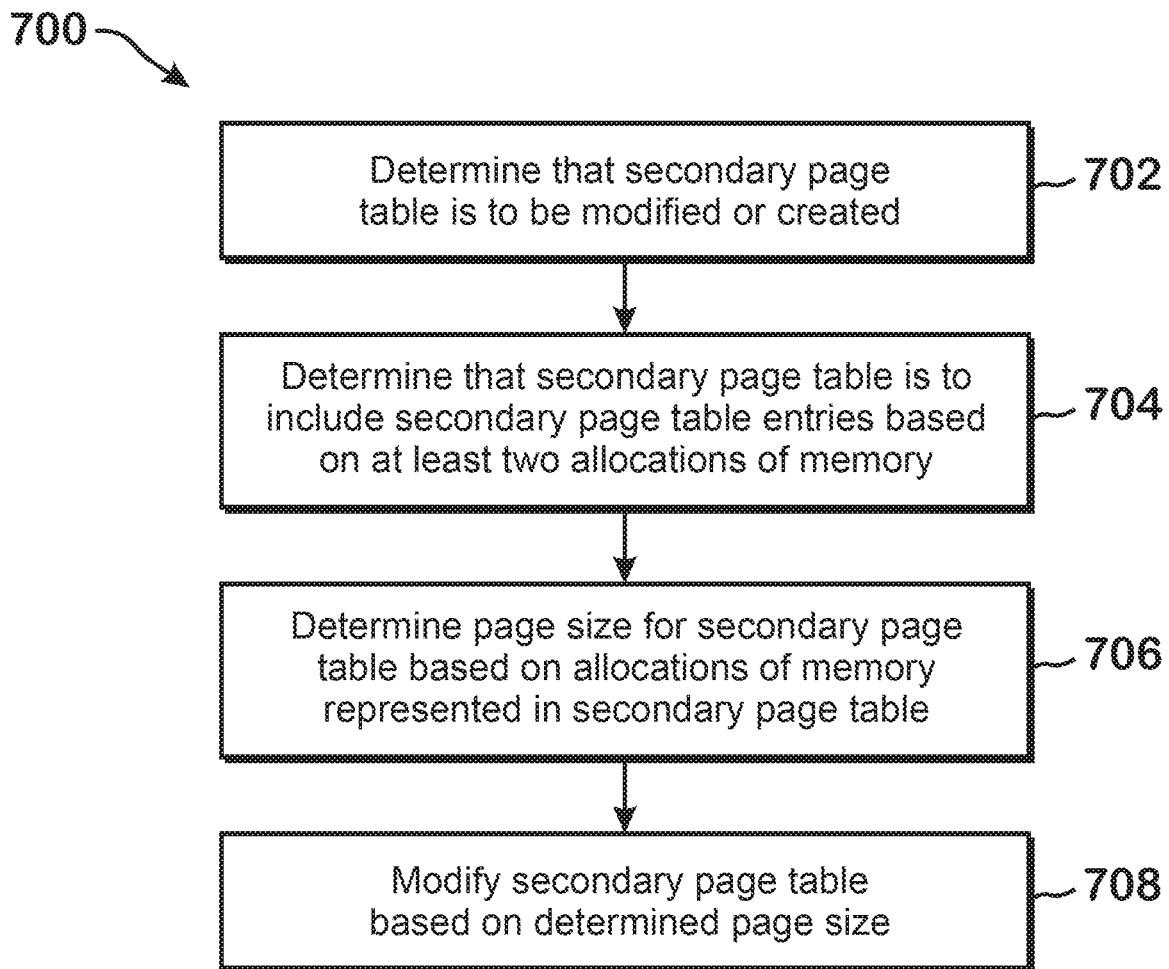 700
Determine that secondary page
table is to be modified or created
702
Determine that secondary page table is to
include secondary page table entries based
on at least two allocations of memory
704
Determine page size for secondary page
table based on allocations of memory
represented in secondary page table
706
Modify secondary page table
based on determined page size
708